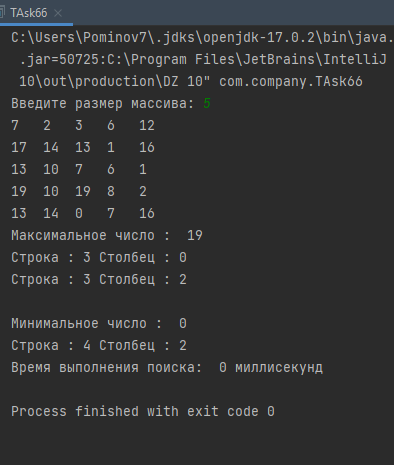 TAsk66
C:\Users\Pominov7\.jdks\openjdk-17.0.2\bin\java.
.jar=50725:C:\Program Files\JetBrains\IntelliJ
10\out\production\DZ 10" com.company.TAsk66
Введите размер массива: 5
7 2 3 6 12
17 14 13 1 16
13 10 7 6 1
19 10 19 8 2
13 14 0 7 16
Максимальное число : 19
Строка : 3 Столбец : 0
Строка : 3 Столбец : 2
Минимальное число : 0
Строка : 4 Столбец : 2
Время выполнения поиска: 0 миллисекунд
Process finished with exit code 0